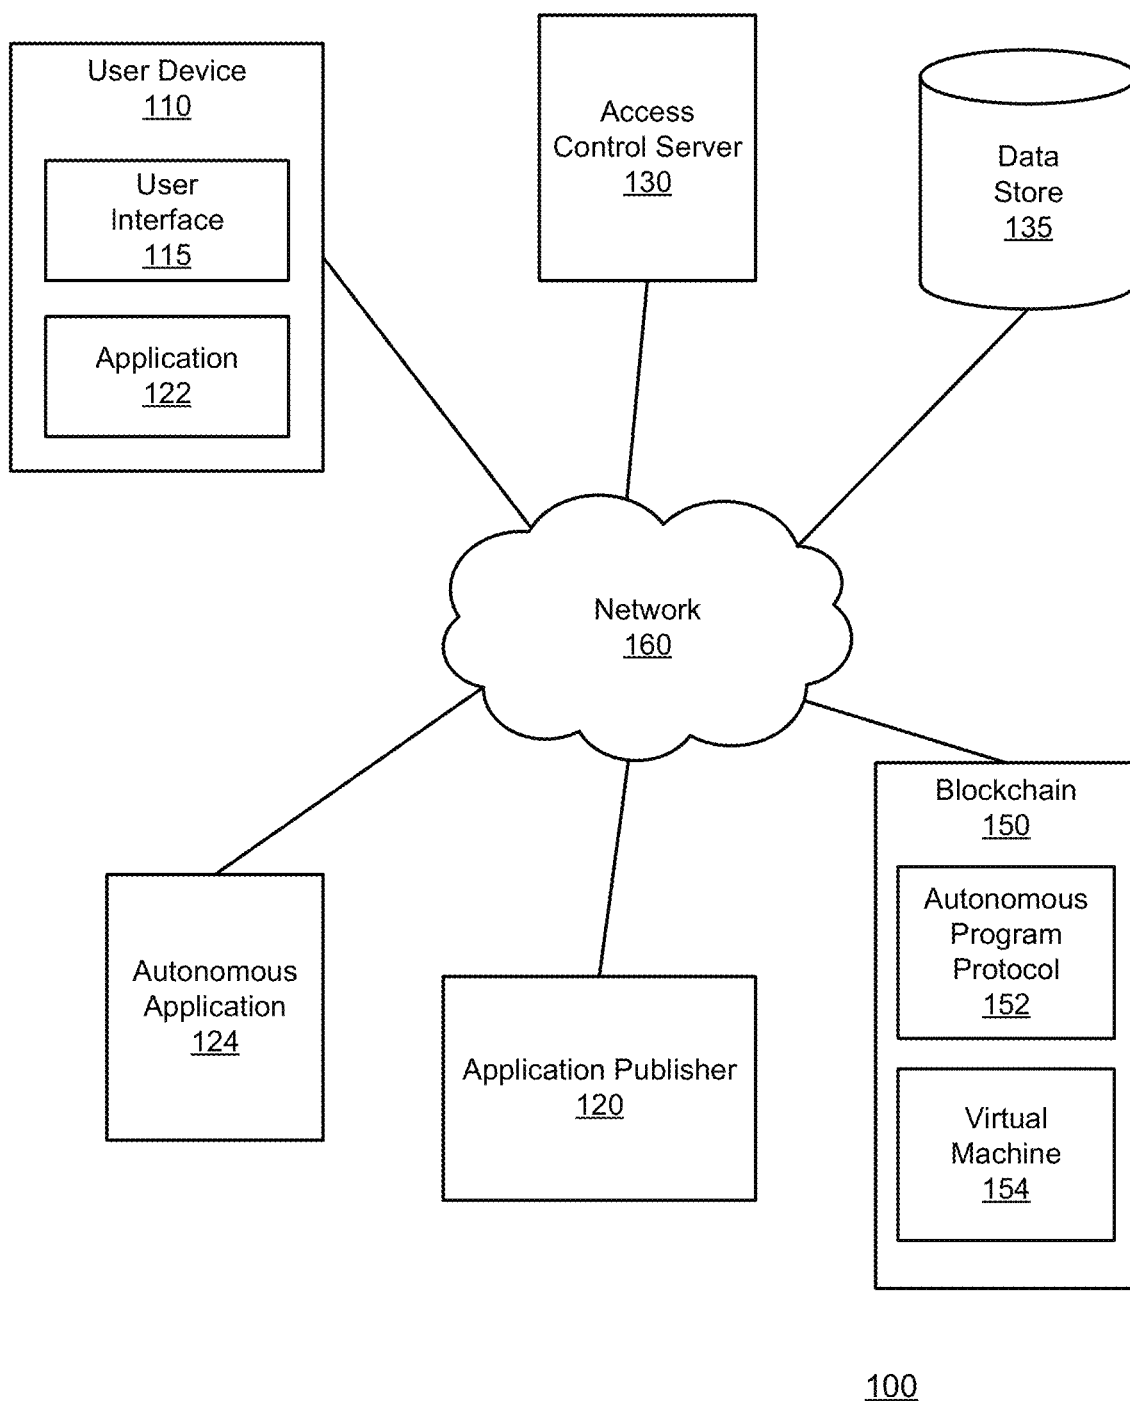 User Device
110
User
Interface
115
Application
122
Access
Control Server
130
Data
Store
135
Network
160
Autonomous
Application
124
Application Publisher
120
Blockchain
150
Autonomous
Program
Protocol
152
Virtual
Machine
154
100